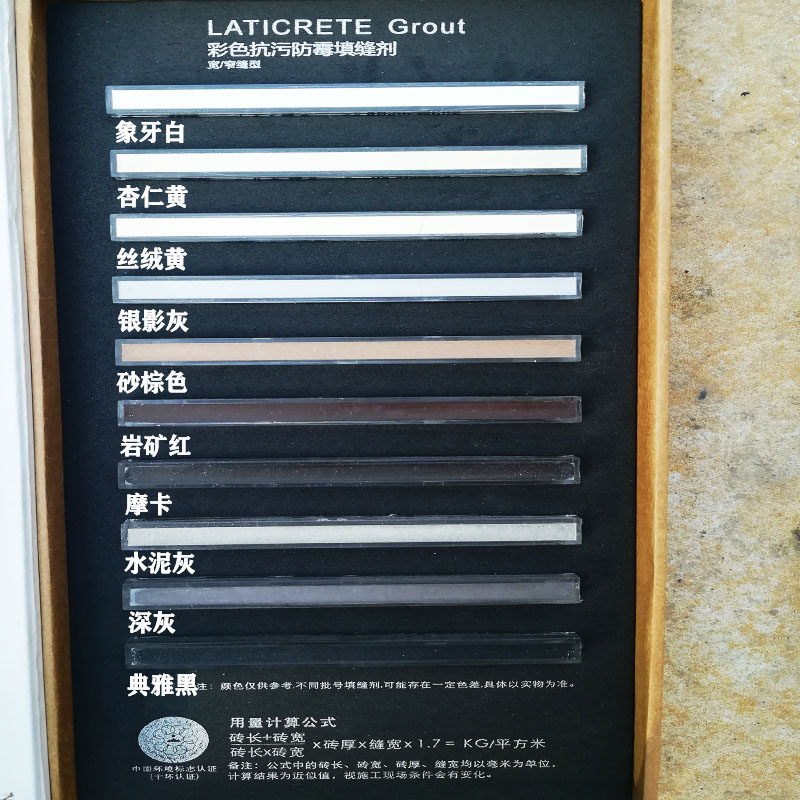 LATICRETE Grout
彩色抗污防霉填缝剂
宽/窄缝型
象牙白
杏仁黄
丝绒黄
银影灰
砂棕色
岩矿红
摩卡
水泥灰
深灰
典雅黑
注：颜色仅供参考,不同批号填缝剂,可能存在一定色差,具体以实物为准。
用量计算公式
砖长+砖宽
砖长x砖宽
x砖厚x缝宽x1.7= KG/平方米
中国环境标志认证
(十环认证)
备注：公式中的砖长、砖宽、砖厚、缝宽均以毫米为单位，
计算结果为近似值，视施工现场条件会有变化。